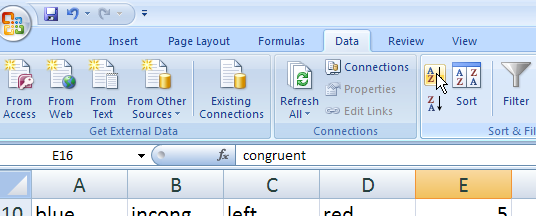 Home Insert Page Layout Formulas Data Review View
From Access
From Web
From Text
From Other Sources
Existing Connections
Get External Data
Refresh All
Connections
Properties
Edit Links
Connections
A Z
Z A
A Z Z A
Sort
Filter
Sort & Fil
E16 fx congruent
A B C D E
10 blue incong left red 5